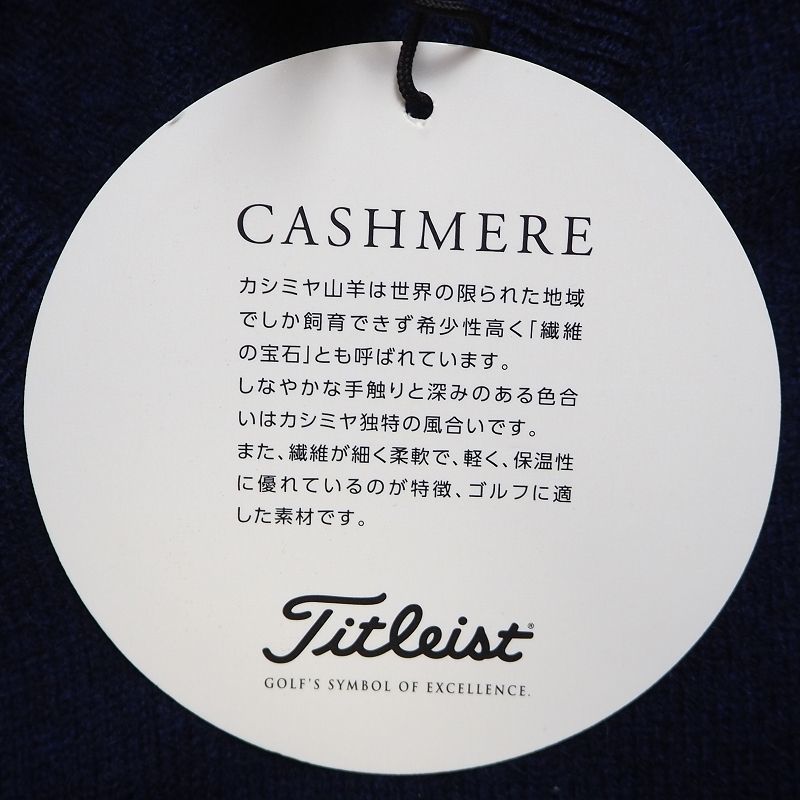 CASHMERE
カシミヤ山羊は世界の限られた地域
でしか飼育できず希少性高く「繊維
の宝石」とも呼ばれています。
しなやかな手触りと深みのある色合
いはカシミヤ独特の風合いです。
また、繊維が細く柔軟で、軽く、保温性
に優れているのが特徴、ゴルフに適
した素材です。
Titleist®
GOLF'S SYMBOL OF EXCELLENCE.